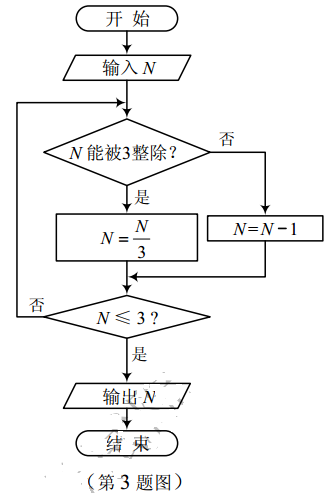 开始
输入 N
N 能被3整除？
否
是
N = N/3
N=N－1
否
N ≤ 3 ?
是
输出 N
结束
（第 3 题图）